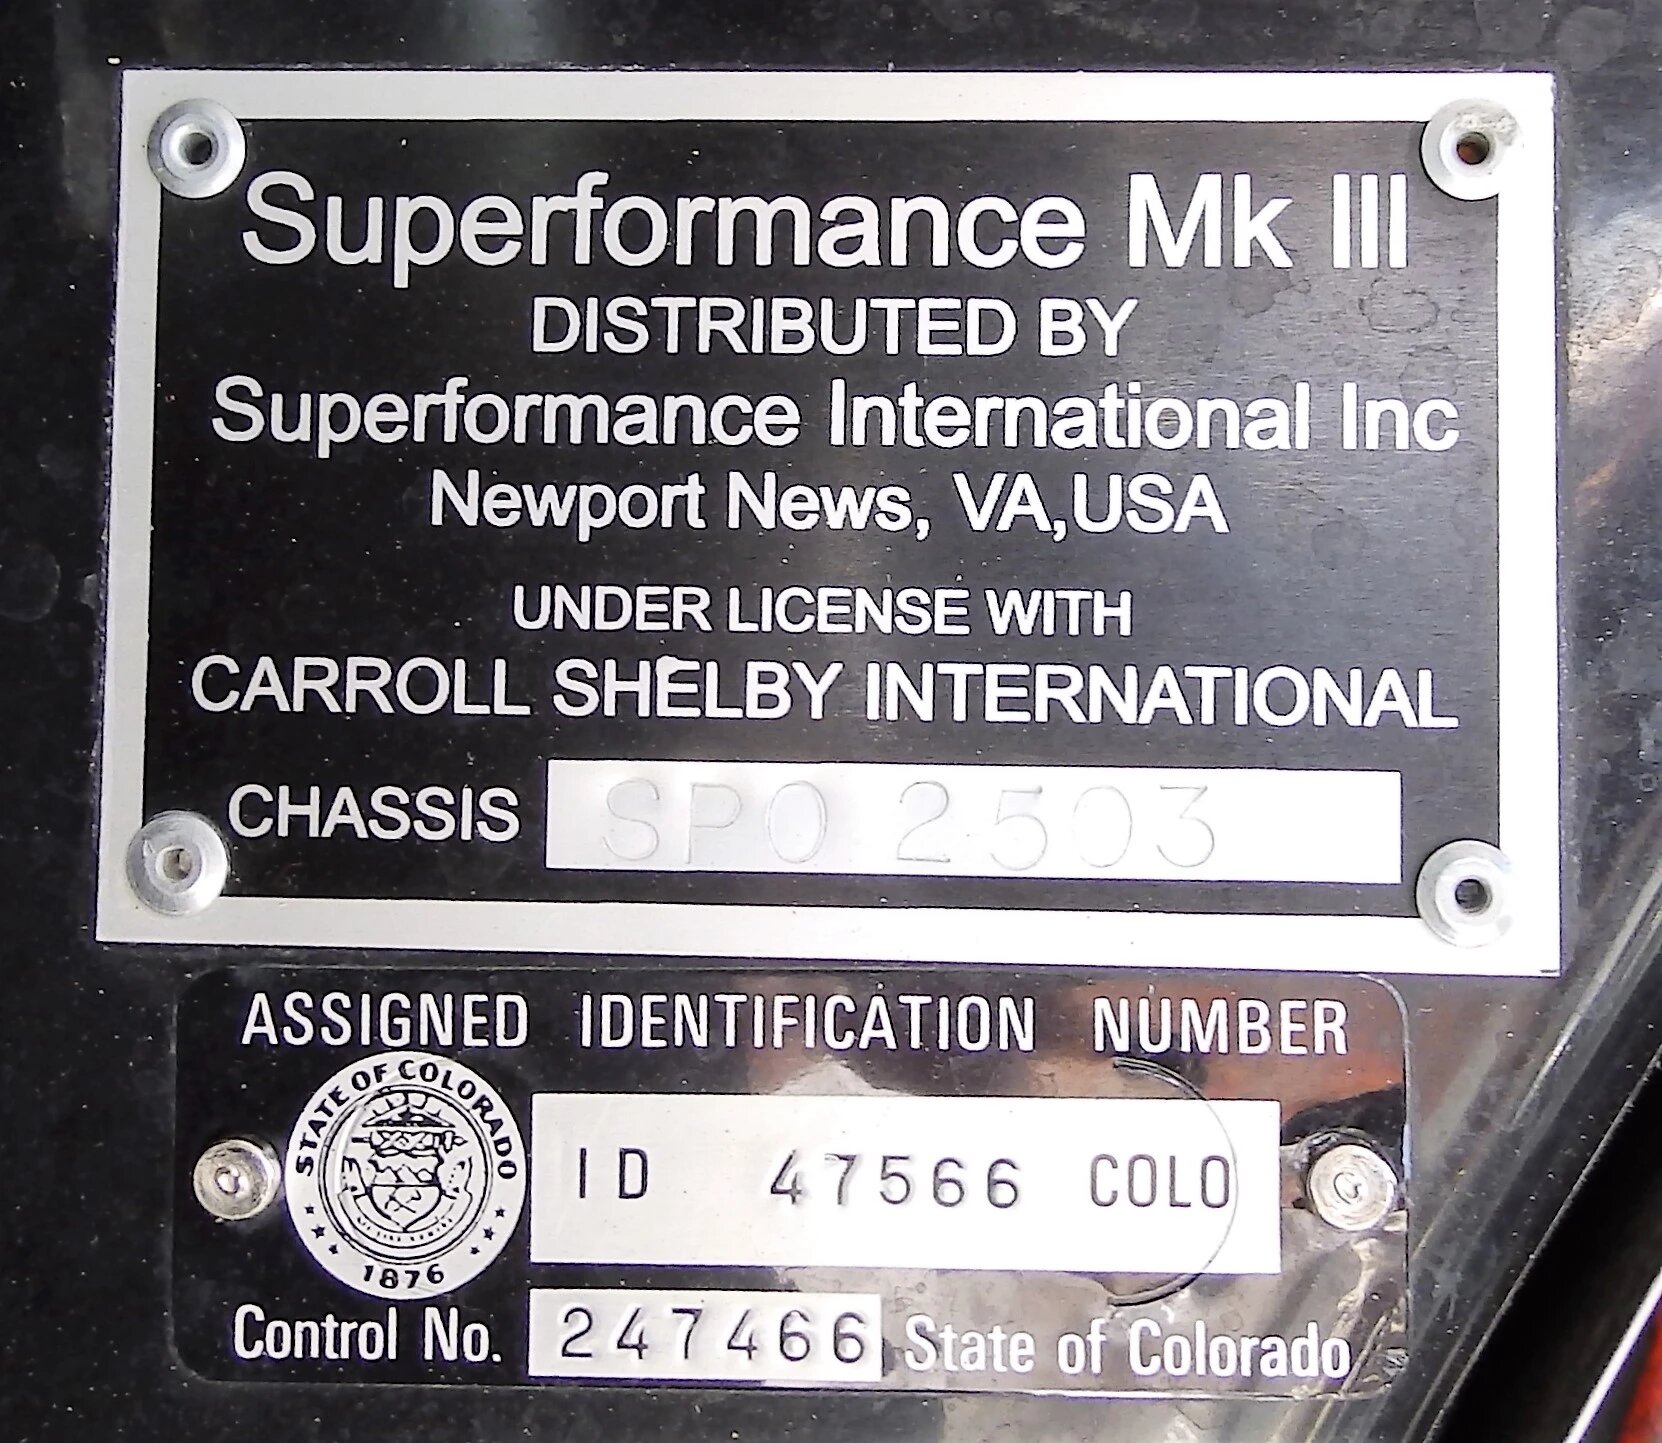 Superformance Mk III
DISTRIBUTED BY
Superformance International Inc
Newport News, VA,USA
UNDER LICENSE WITH
CARROLL SHELBY INTERNATIONAL
CHASSIS SPO 2503
ASSIGNED IDENTIFICATION NUMBER
STATE OF COLORADO
1876
ID 47566 COLO
Control No. 247466 State of Colorado